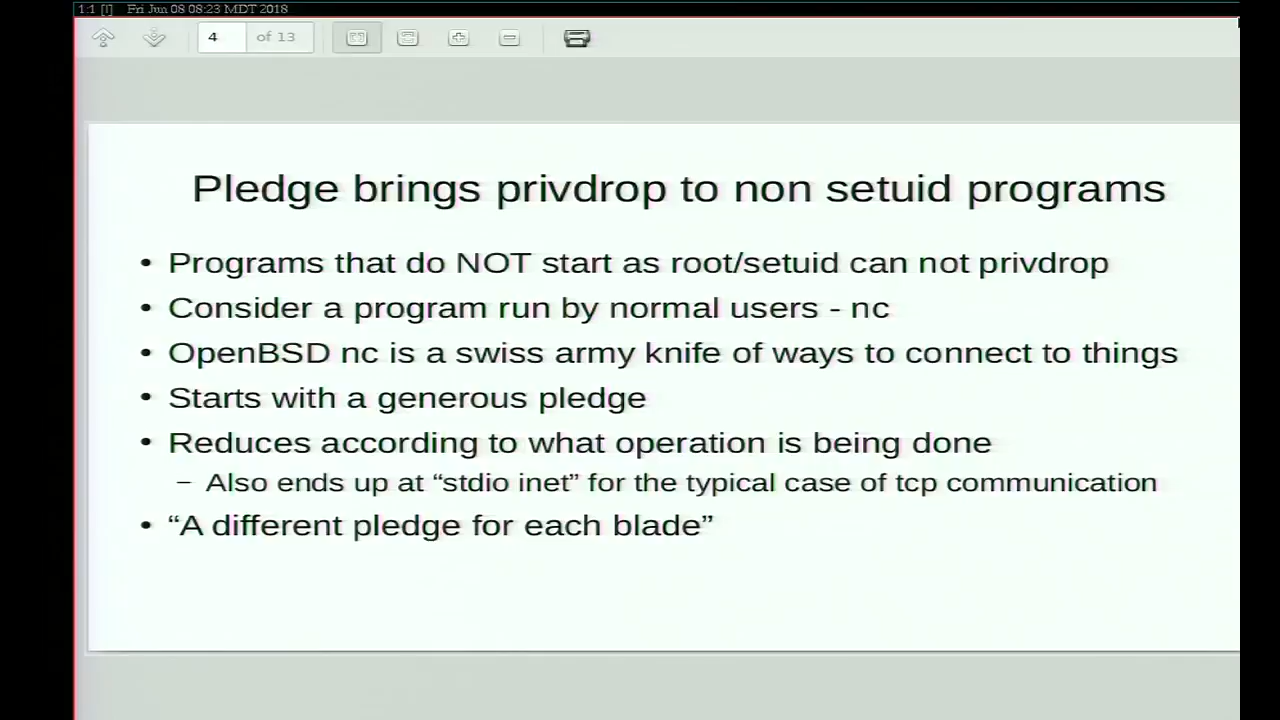 1:1 [i] Fri Jun 08 08:23 MDT 2018
4 of 13
Pledge brings privdrop to non setuid programs
• Programs that do NOT start as root/setuid can not privdrop
• Consider a program run by normal users - nc
• OpenBSD nc is a swiss army knife of ways to connect to things
• Starts with a generous pledge
• Reduces according to what operation is being done
– Also ends up at “stdio inet” for the typical case of tcp communication
• “A different pledge for each blade”